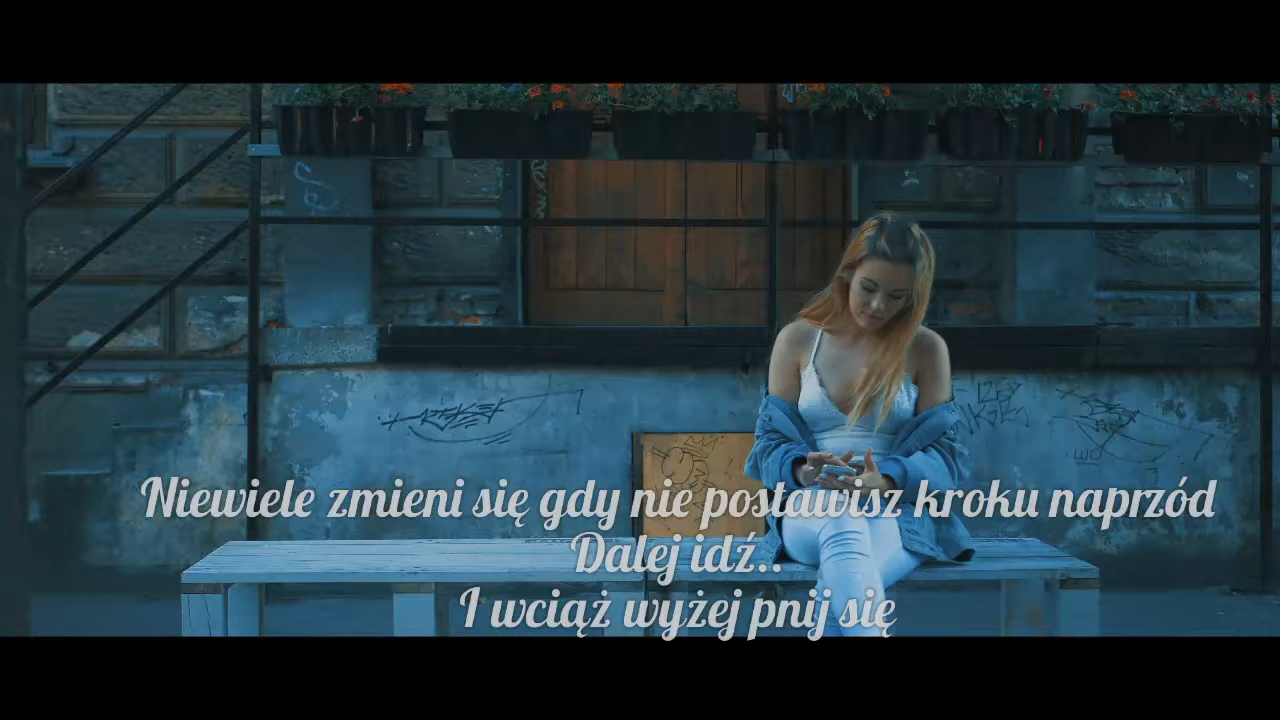 Niewiele zmieni się gdy nie postawisz kroku naprzód
Dalej idź..
I wciąż wyżej pnij się